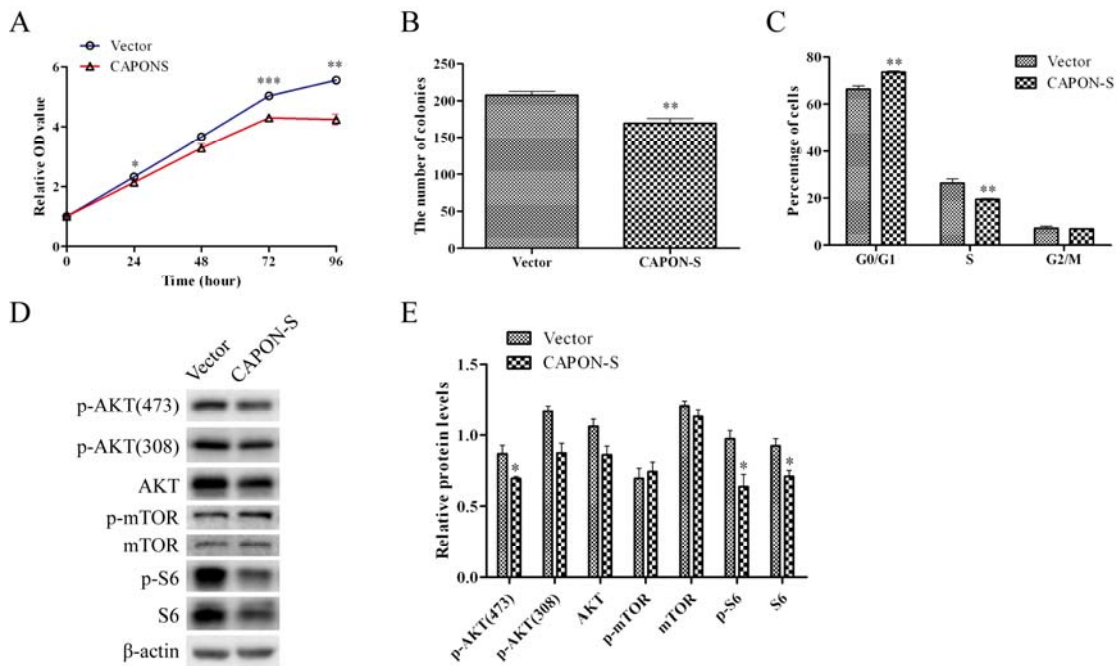 A
Vector
CAPONS
Relative OD value
6
4
2
0
*
***
**
0 24 48 72 96
Time (hour)
B
The number of colonies
250
200
150
100
50
0
**
Vector CAPON-S
C
Vector
CAPON-S
Percentage of cells
80
60
40
20
0
**
**
G0/G1 S G2/M
D
Vector CAPON-S
p-AKT(473)
p-AKT(308)
AKT
p-mTOR
mTOR
p-S6
S6
β-actin
E
Vector
CAPON-S
Relative protein levels
1.5
1.0
0.5
0.0
*
*
*
p-AKT(473) p-AKT(308) AKT p-mTOR mTOR p-S6 S6